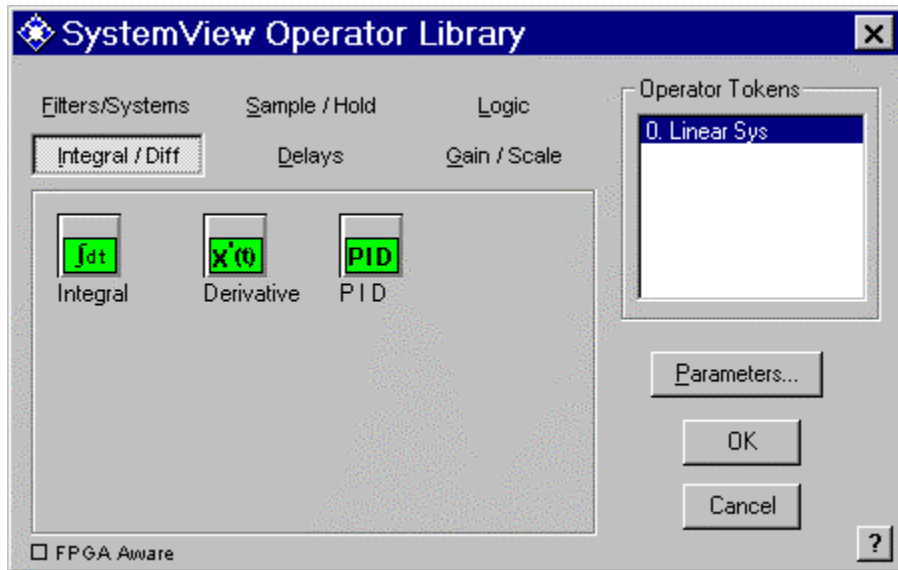 SystemView Operator Library
Filters/Systems
Sample / Hold
Logic
Integral / Diff
Delays
Gain / Scale
Operator Tokens
0. Linear Sys
∫dt
X'(t)
PID
Integral
Derivative
P I D
Parameters...
OK
Cancel
FPGA Aware
?